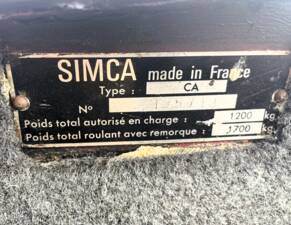 SIMCA made in France
Type : CA
N°
Poids total autorisé en charge : 1200 kg
Poids total roulant avec remorque : 1700 kg